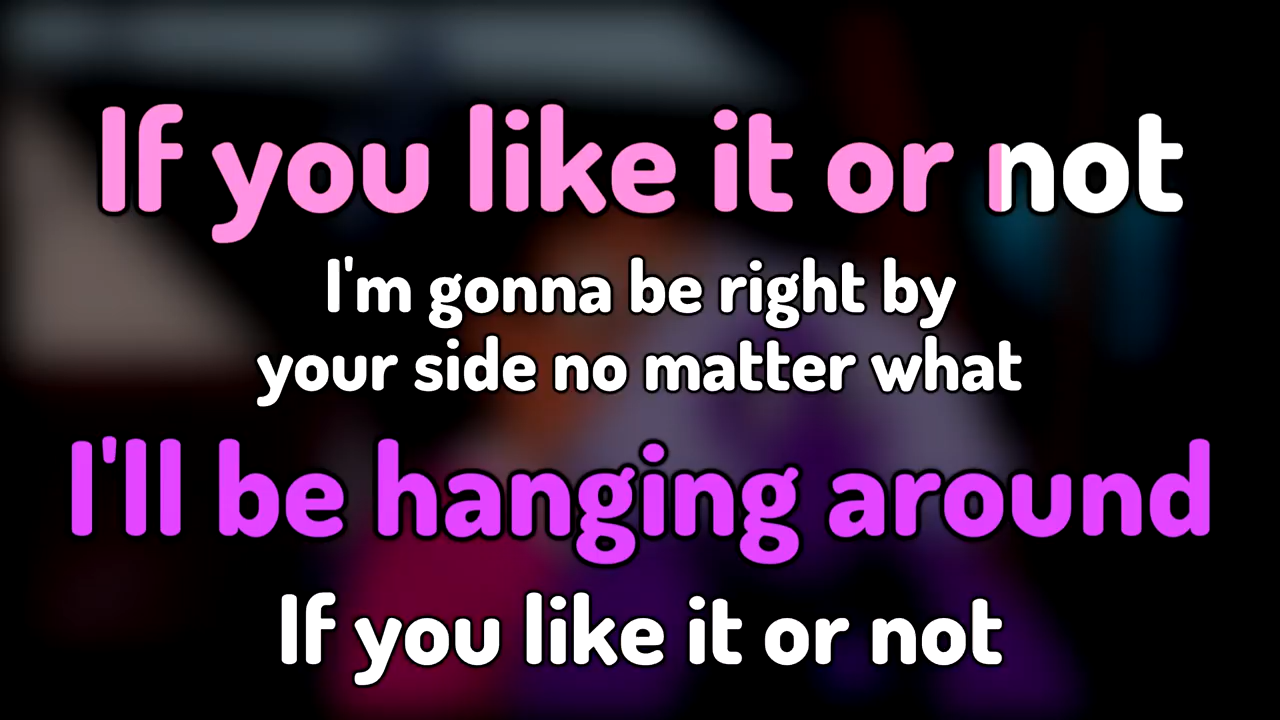 If you like it or not
I'm gonna be right by
your side no matter what
I'll be hanging around
If you like it or not